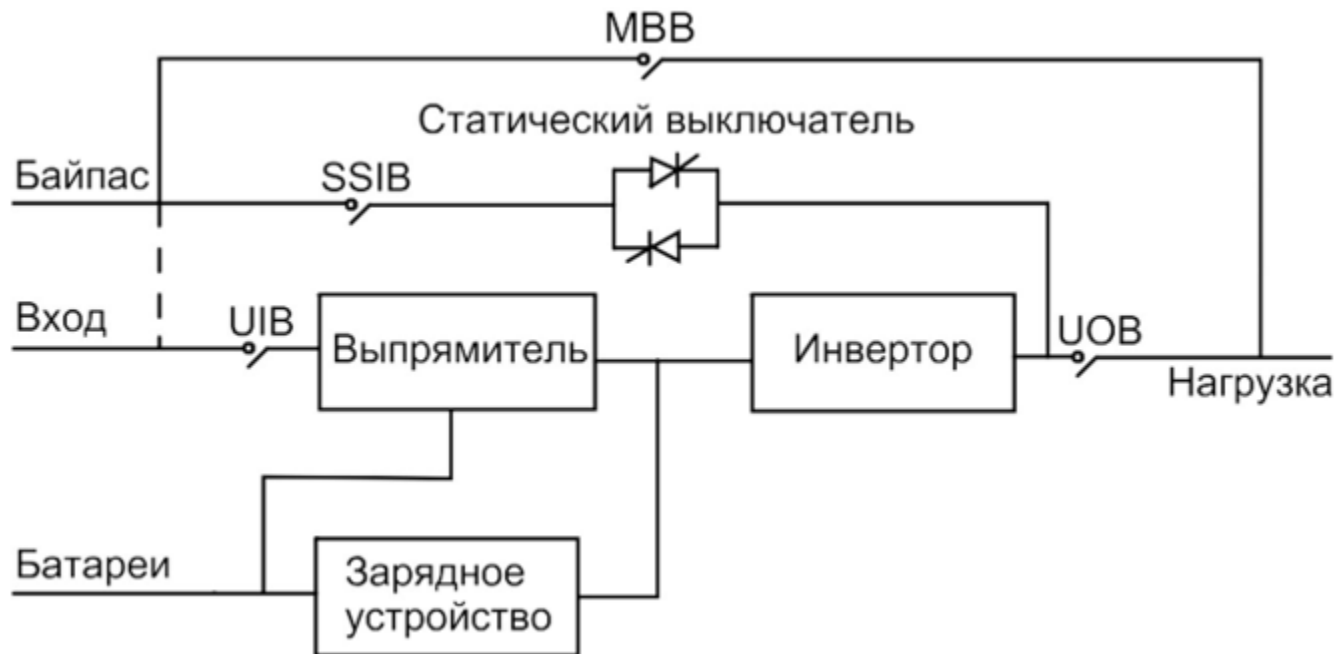 MBB
Статический выключатель
Байпас
SSIB
Вход
UIB
Выпрямитель
Инвертор
UOB
Нагрузка
Батареи
Зарядное
устройство